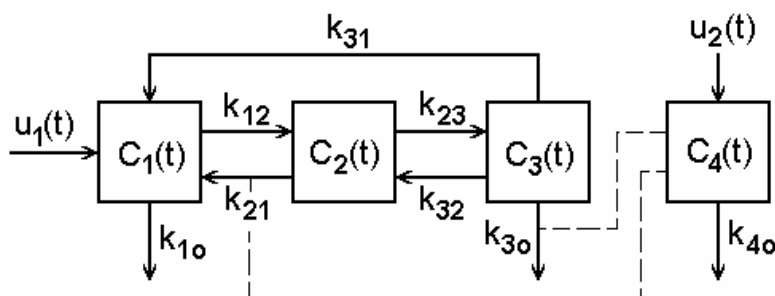 k31
u2(t)
u1(t)
k12
k23
C1(t)
C2(t)
C3(t)
C4(t)
k21
k32
k1o
k3o
k4o